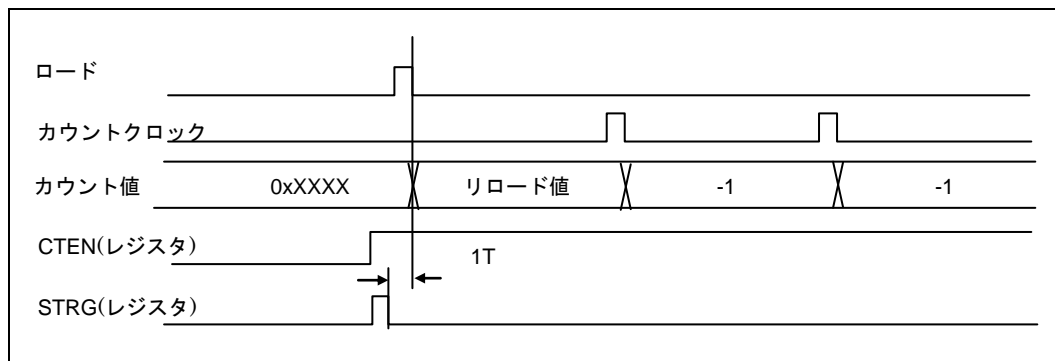 ロード
カウントクロック
カウント値 0xXXXX リロード値 -1 -1
CTEN(レジスタ) 1T
STRG(レジスタ)